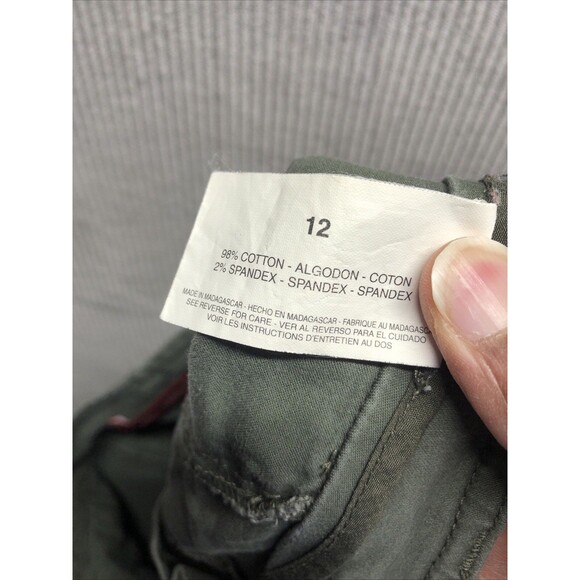 12
98% COTTON - ALGODON - COTON
2% SPANDEX - SPANDEX - SPANDEX
MADE IN MADAGASCAR - HECHO EN MADAGASCAR - FABRIQUE AU MADAGASC
SEE REVERSE FOR CARE - VER AL REVERSO PARA EL CUIDADO
VOIR LES INSTRUCTIONS D'ENTRETIEN AU DOS